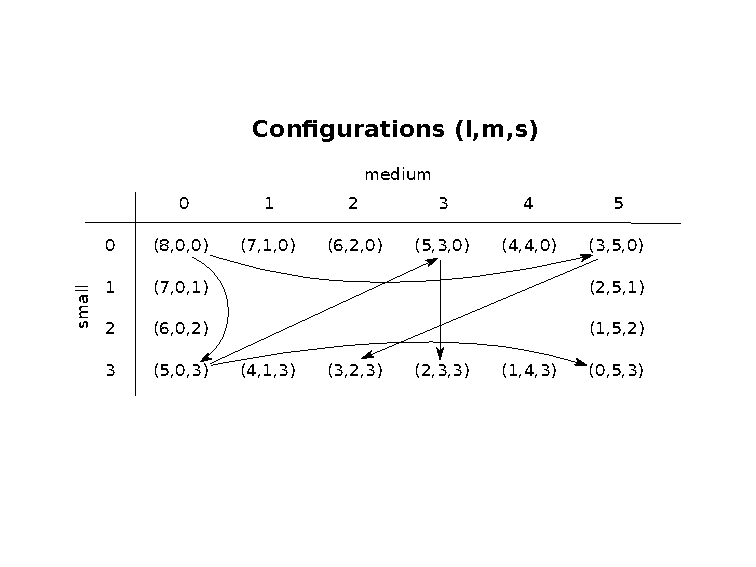 Configurations (l,m,s)
medium
0 1 2 3 4 5
0 (8,0,0) (7,1,0) (6,2,0) (5,3,0) (4,4,0) (3,5,0)
small
1 (7,0,1) (2,5,1)
2 (6,0,2) (1,5,2)
3 (5,0,3) (4,1,3) (3,2,3) (2,3,3) (1,4,3) (0,5,3)